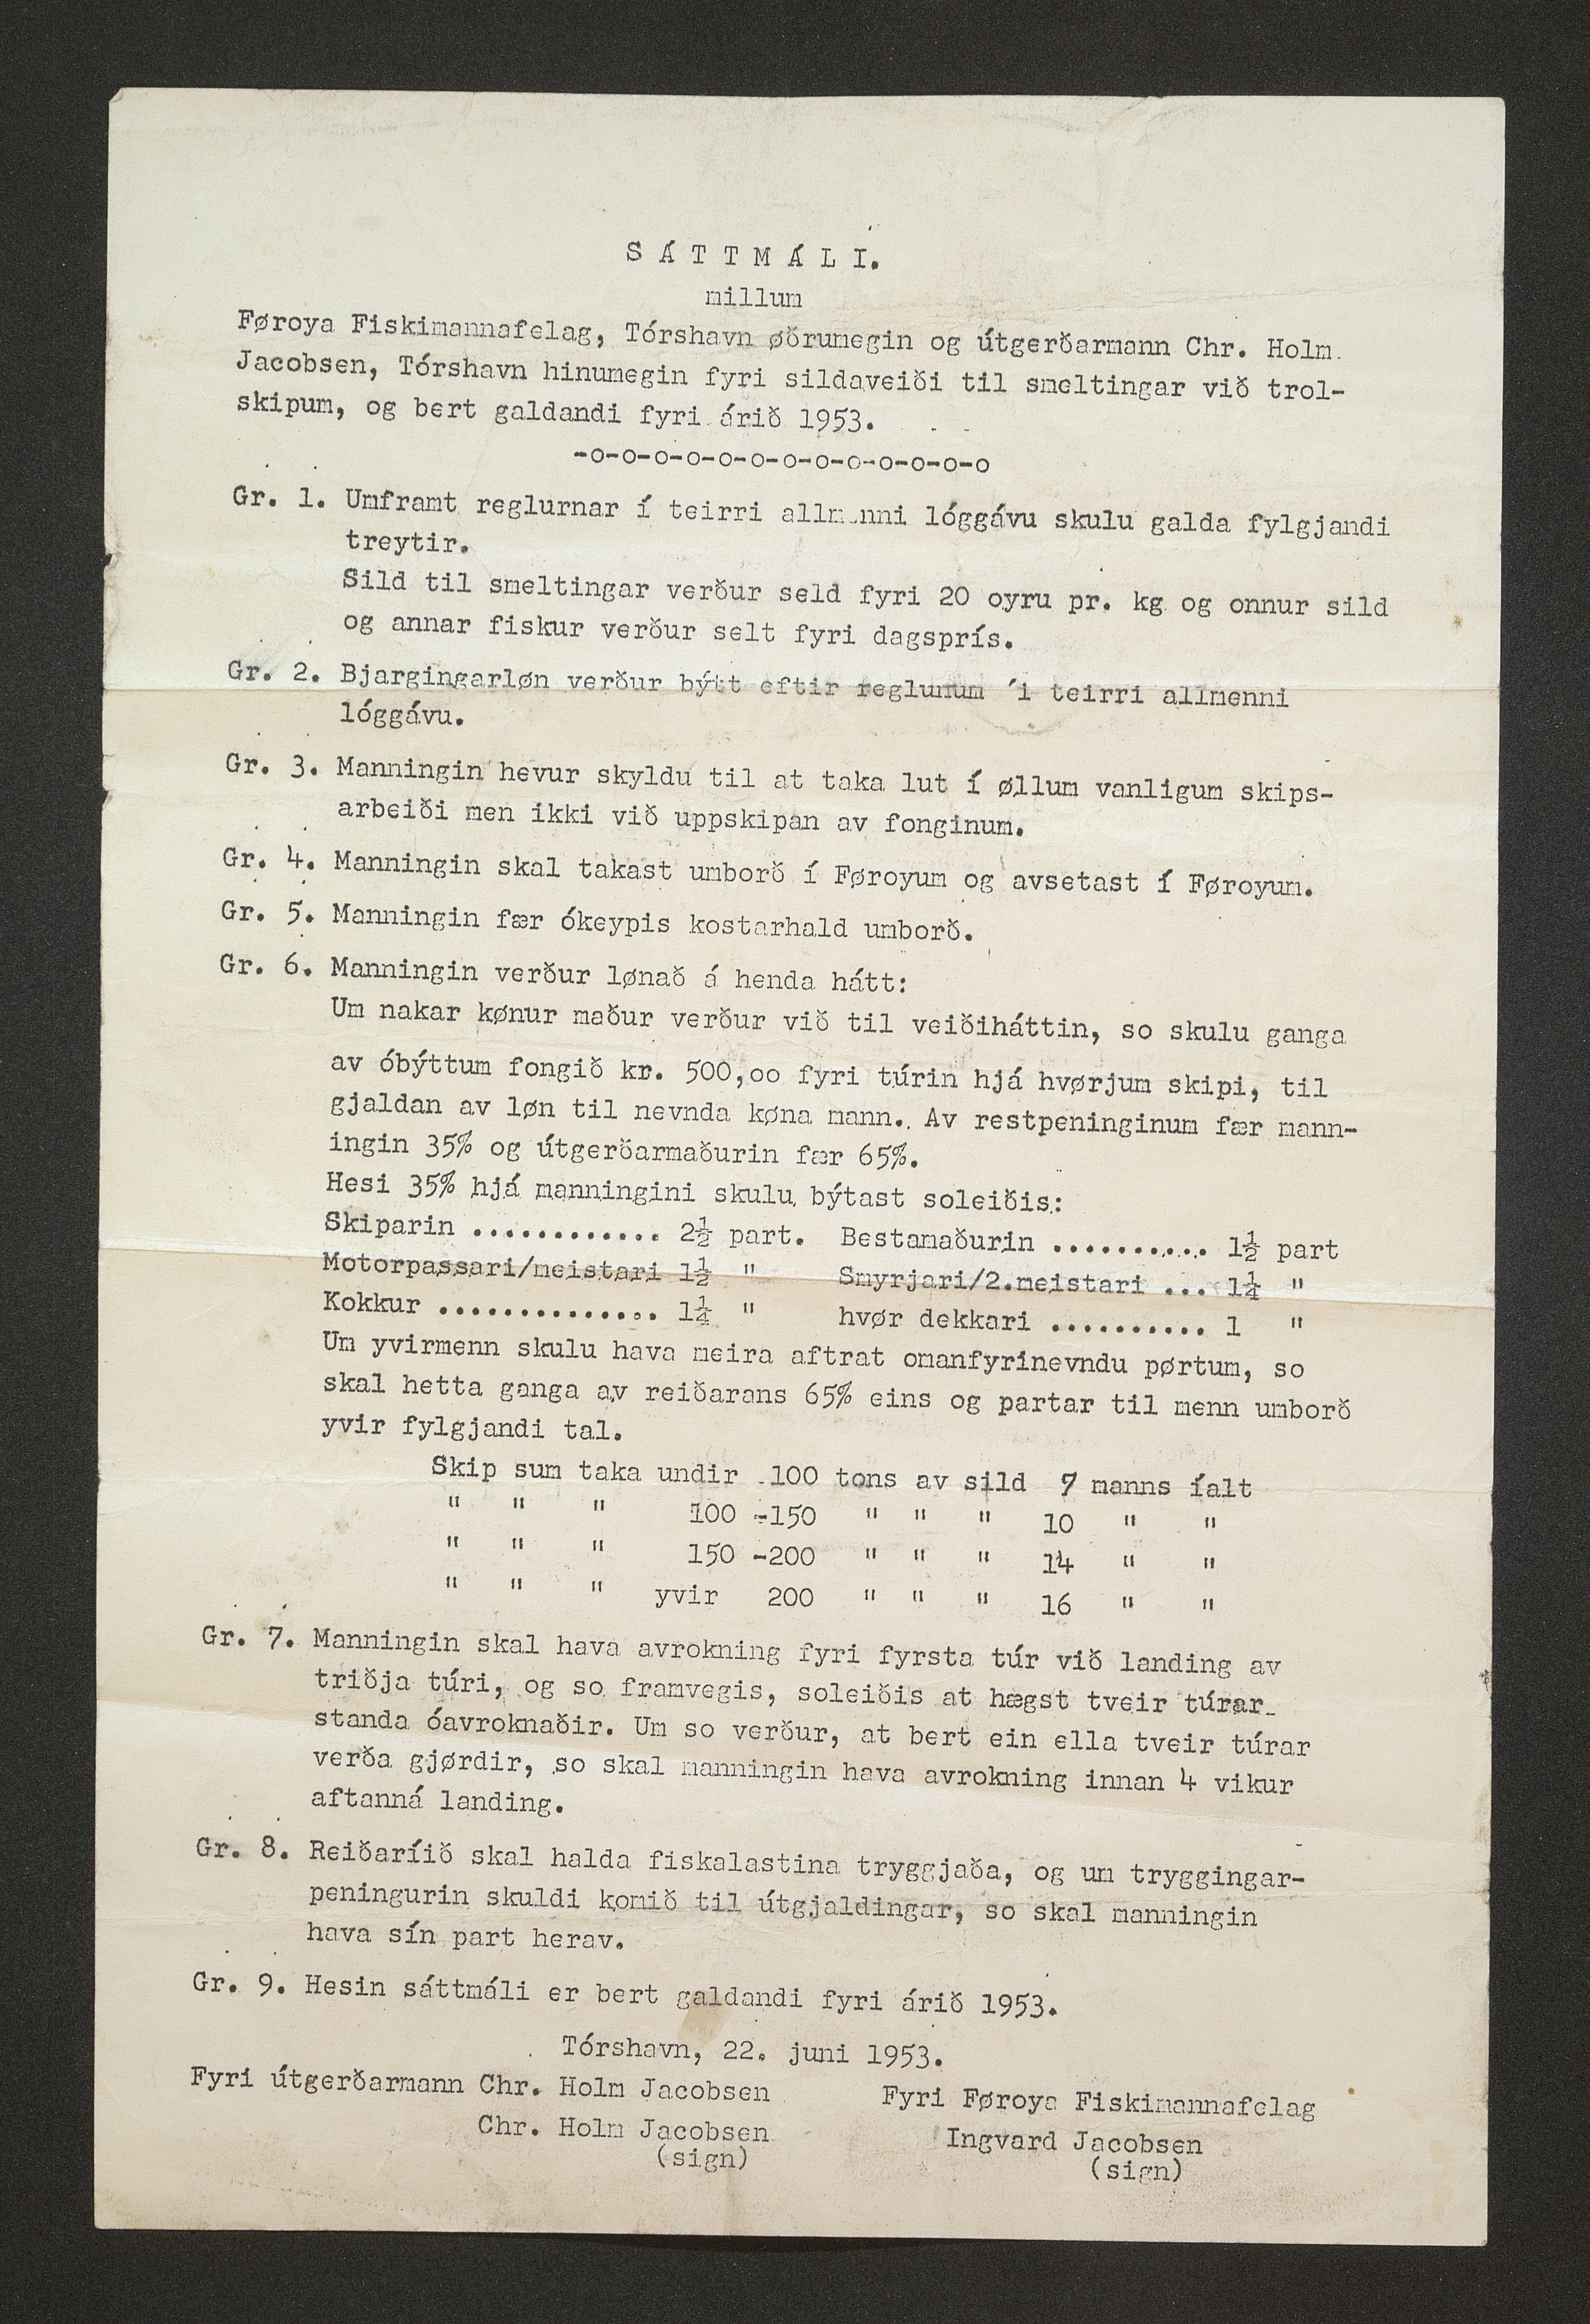 SÁTTMÁLI.
millum
Føroya Fiskimannafelag, Tórshavn øðrumegin og útgerðarmann Chr. Holm
Jacobsen, Tórshavn hinumegin fyri sildaveiði til smeltingar við trol-
skipum, og bert galdandi fyri árið 1953.
-o-o-o-o-o-o-o-o-o-o-o-o-o
Gr. 1. Umframt reglurnar í teirri allmenni lóggávu skulu galda fylgjandi
treytir.
Sild til smeltingar verður seld fyri 20 oyru pr. kg og onnur sild
og annar fiskur verður selt fyri dagsprís.
Gr. 2. Bjargingarløn verður býtt eftir reglunum ´i teirri allmenni
lóggávu.
Gr. 3. Manningin hevur skyldu til at taka lut í øllum vanligum skips-
arbeiði men ikki við uppskipan av fonginum.
Gr. 4. Manningin skal takast umborð í Føroyum og avsetast í Føroyum.
Gr. 5. Manningin fær ókeypis kostarhald umborð.
Gr. 6. Manningin verður lønað á henda hátt:
Um nakar kønur maður verður við til veiðiháttin, so skulu ganga
av óbýttum fongið kr. 500,oo fyri túrin hjá hvørjum skipi, til
gjaldan av løn til nevnda køna mann. Av restpeninginum fær mann-
ingin 35% og útgerðarmaðurin fær 65%.
Hesi 35% hjá manningini skulu býtast soleiðis:
Skiparin ............ 2½ part. Bestamaðurin .......... 1½ part
Motorpassari/meistari 1½ " Smyrjari/2.meistari ... 1¼ "
Kokkur .............. 1¼ " hvør dekkari .......... 1 "
Um yvirmenn skulu hava meira aftrat omanfyrinevndu pørtum, so
skal hetta ganga av reiðarans 65% eins og partar til menn umborð
yvir fylgjandi tal.
Skip sum taka undir 100 tons av sild 7 manns íalt
" " " 100 -150 " " " 10 " "
" " " 150 -200 " " " 14 " "
" " " yvir 200 " " " 16 " "
Gr. 7. Manningin skal hava avrokning fyri fyrsta túr við landing av
triðja túri, og so framvegis, soleiðis at hægst tveir túrar
standa óavroknaðir. Um so verður, at bert ein ella tveir túrar
verða gjørdir, so skal manningin hava avrokning innan 4 vikur
aftanná landing.
Gr. 8. Reiðaríið skal halda fiskalastina tryggjaða, og um tryggingar-
peningurin skuldi komið til útgjaldingar, so skal manningin
hava sín part herav.
Gr. 9. Hesin sáttmáli er bert galdandi fyri árið 1953.
Tórshavn, 22. juni 1953.
Fyri útgerðarmann Chr. Holm Jacobsen Fyri Føroya Fiskimannafelag
Chr. Holm Jacobsen Ingvard Jacobsen
(sign) (sign)